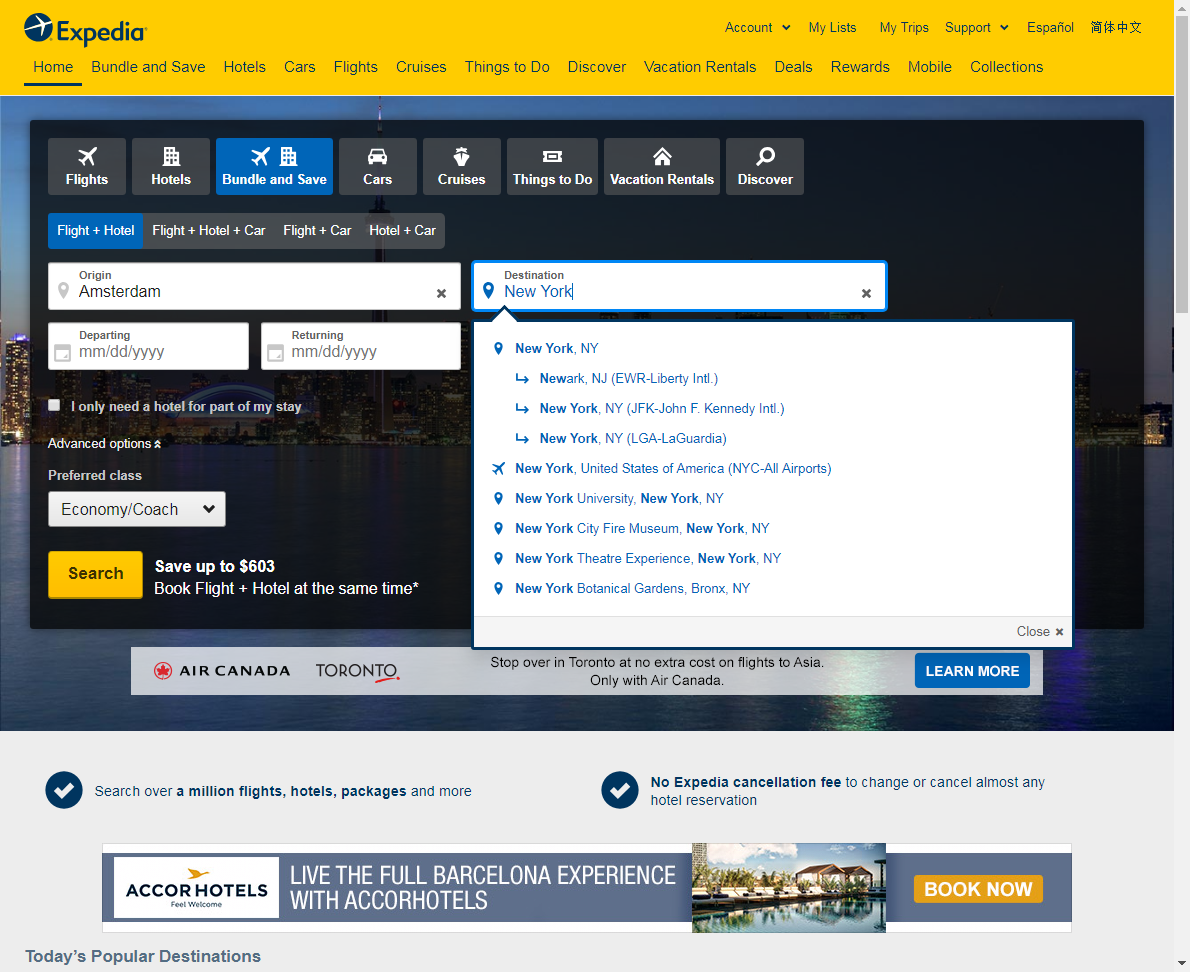 Expedia
Account My Lists My Trips Support Español 简体中文
Home Bundle and Save Hotels Cars Flights Cruises Things to Do Discover Vacation Rentals Deals Rewards Mobile Collections
Flights Hotels Bundle and Save Cars Cruises Things to Do Vacation Rentals Discover
Flight + Hotel Flight + Hotel + Car Flight + Car Hotel + Car
Origin
Amsterdam
Destination
New York
Departing
mm/dd/yyyy
Returning
mm/dd/yyyy
New York, NY
Newark, NJ (EWR-Liberty Intl.)
New York, NY (JFK-John F. Kennedy Intl.)
New York, NY (LGA-LaGuardia)
New York, United States of America (NYC-All Airports)
New York University, New York, NY
New York City Fire Museum, New York, NY
New York Theatre Experience, New York, NY
New York Botanical Gardens, Bronx, NY
Close
I only need a hotel for part of my stay
Advanced options
Preferred class
Economy/Coach
Search
Save up to $603
Book Flight + Hotel at the same time*
AIR CANADA TORONTO
Stop over in Toronto at no extra cost on flights to Asia.
Only with Air Canada.
LEARN MORE
Search over a million flights, hotels, packages and more
No Expedia cancellation fee to change or cancel almost any
hotel reservation
ACCORHOTELS
Feel Welcome
LIVE THE FULL BARCELONA EXPERIENCE
WITH ACCORHOTELS
BOOK NOW
Today's Popular Destinations